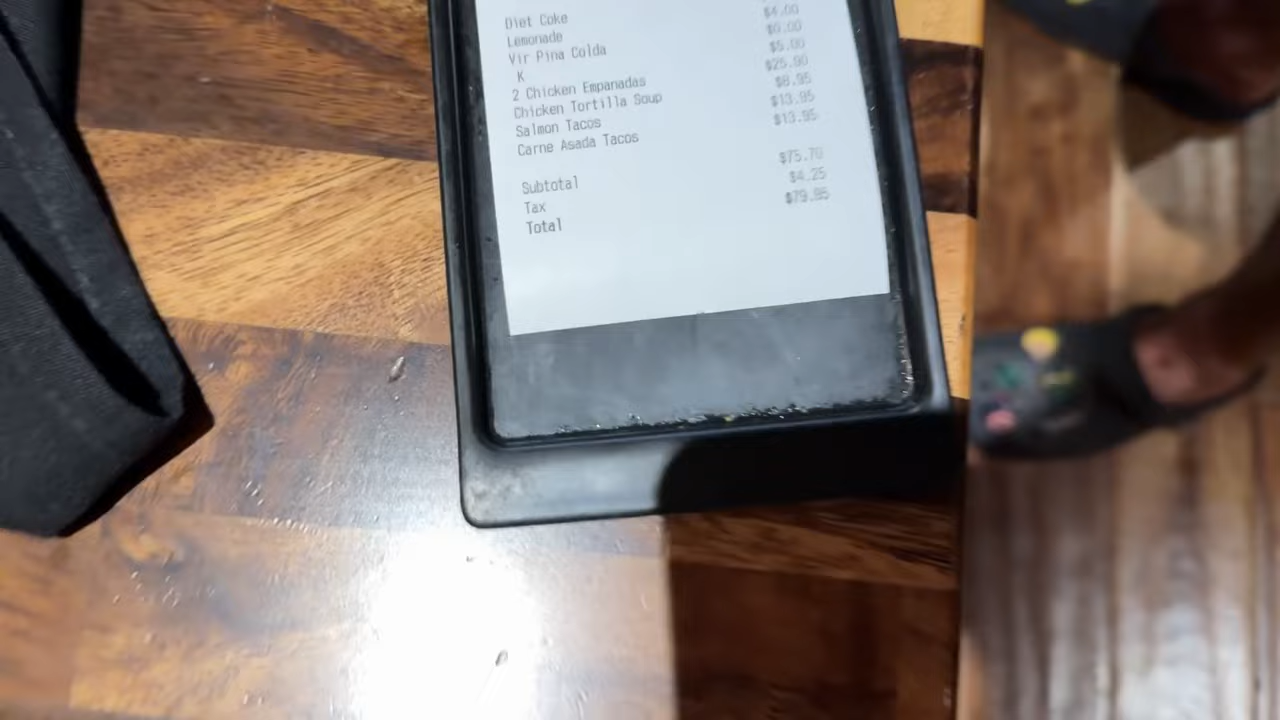 Diet Coke
Lemonade $4.00
Vir Pina Colda $0.00
K $5.00
2 Chicken Empanadas $25.90
Chicken Tortilla Soup $8.95
Salmon Tacos $13.95
Carne Asada Tacos $13.95
Subtotal $75.70
Tax $4.25
Total $79.95